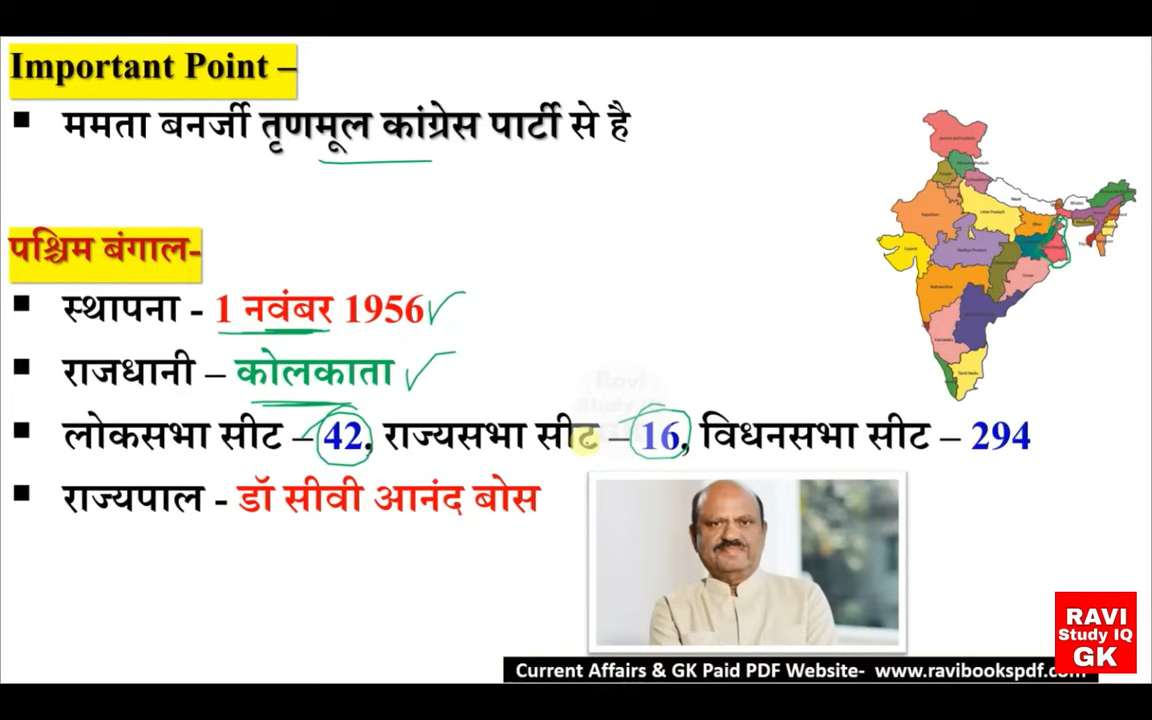 Important Point –
▪ ममता बनर्जी तृणमूल कांग्रेस पार्टी से है
पश्चिम बंगाल-
▪ स्थापना - 1 नवंबर 1956
▪ राजधानी – कोलकाता
▪ लोकसभा सीट – 42, राज्यसभा सीट – 16, विधनसभा सीट – 294
▪ राज्यपाल - डॉ सीवी आनंद बोस
RAVI
Study IQ
GK
Current Affairs & GK Paid PDF Website- www.ravibookspdf.com